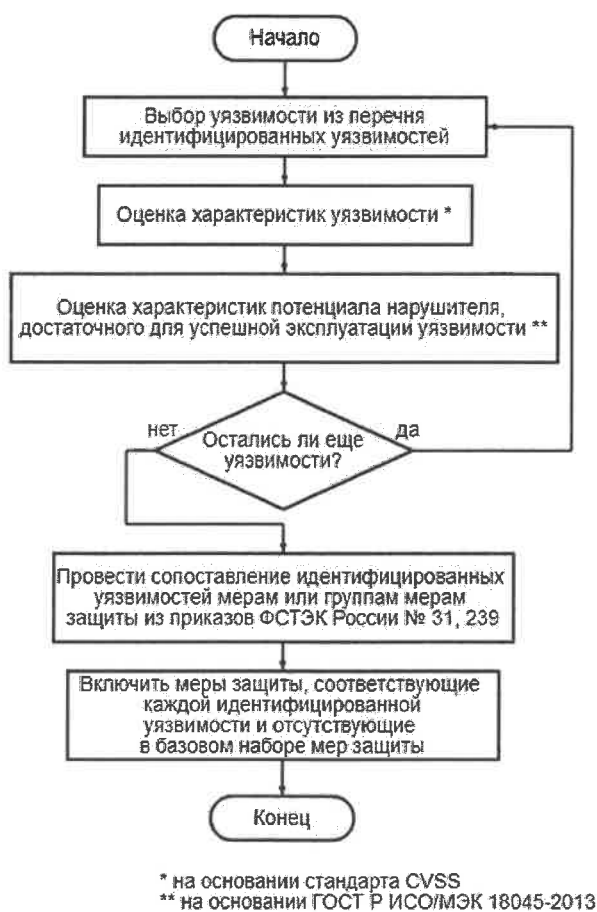 Начало
Выбор уязвимости из перечня
идентифицированных уязвимостей
Оценка характеристик уязвимости *
Оценка характеристик потенциала нарушителя,
достаточного для успешной эксплуатации уязвимости **
нет
да
Остались ли еще
уязвимости?
Провести сопоставление идентифицированных
уязвимостей мерам или группам мерам
защиты из приказов ФСТЭК России № 31, 239
Включить меры защиты, соответствующие
каждой идентифицированной
уязвимости и отсутствующие
в базовом наборе мер защиты
Конец
* на основании стандарта CVSS
** на основании ГОСТ Р ИСО/МЭК 18045-2013